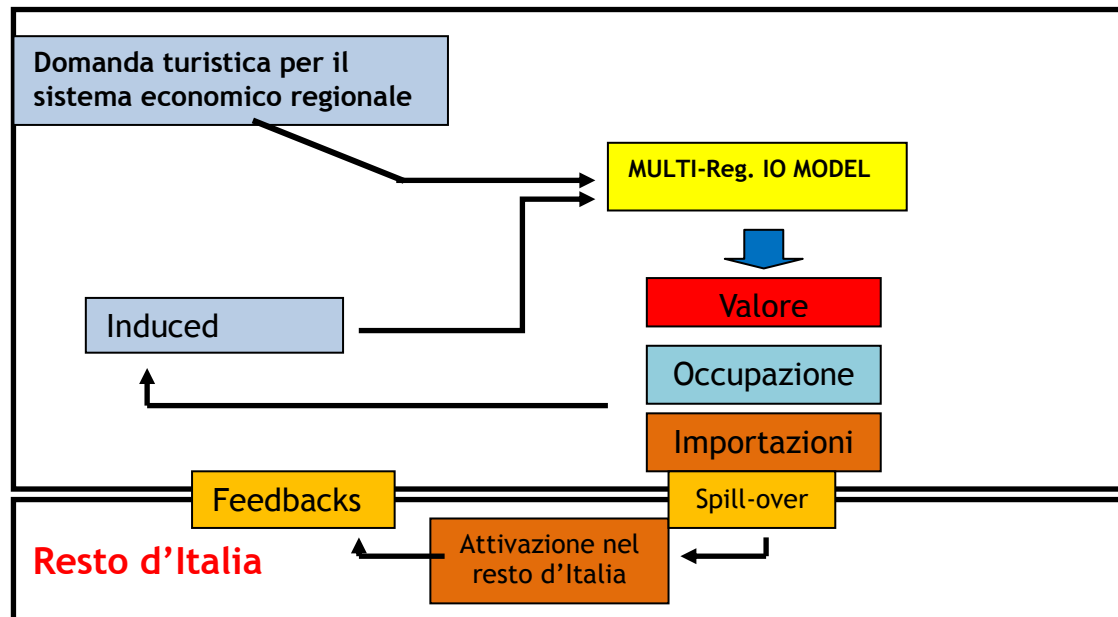 Domanda turistica per il
sistema economico regionale
MULTI-Reg. IO MODEL
Valore
Induced
Occupazione
Importazioni
Feedbacks
Spill-over
Attivazione nel
resto d'Italia
Resto d'Italia